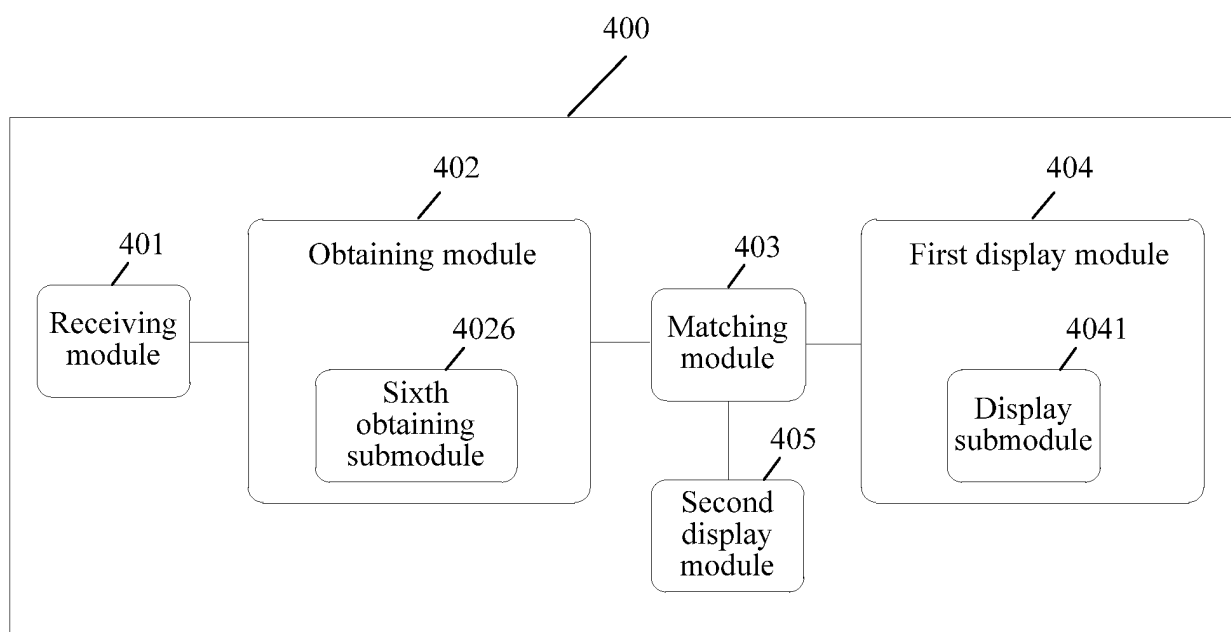 400
402
404
401
Obtaining module
403
First display module
Receiving
module
4026
Matching
module
4041
Sixth
obtaining
submodule
Display
submodule
405
Second
display
module